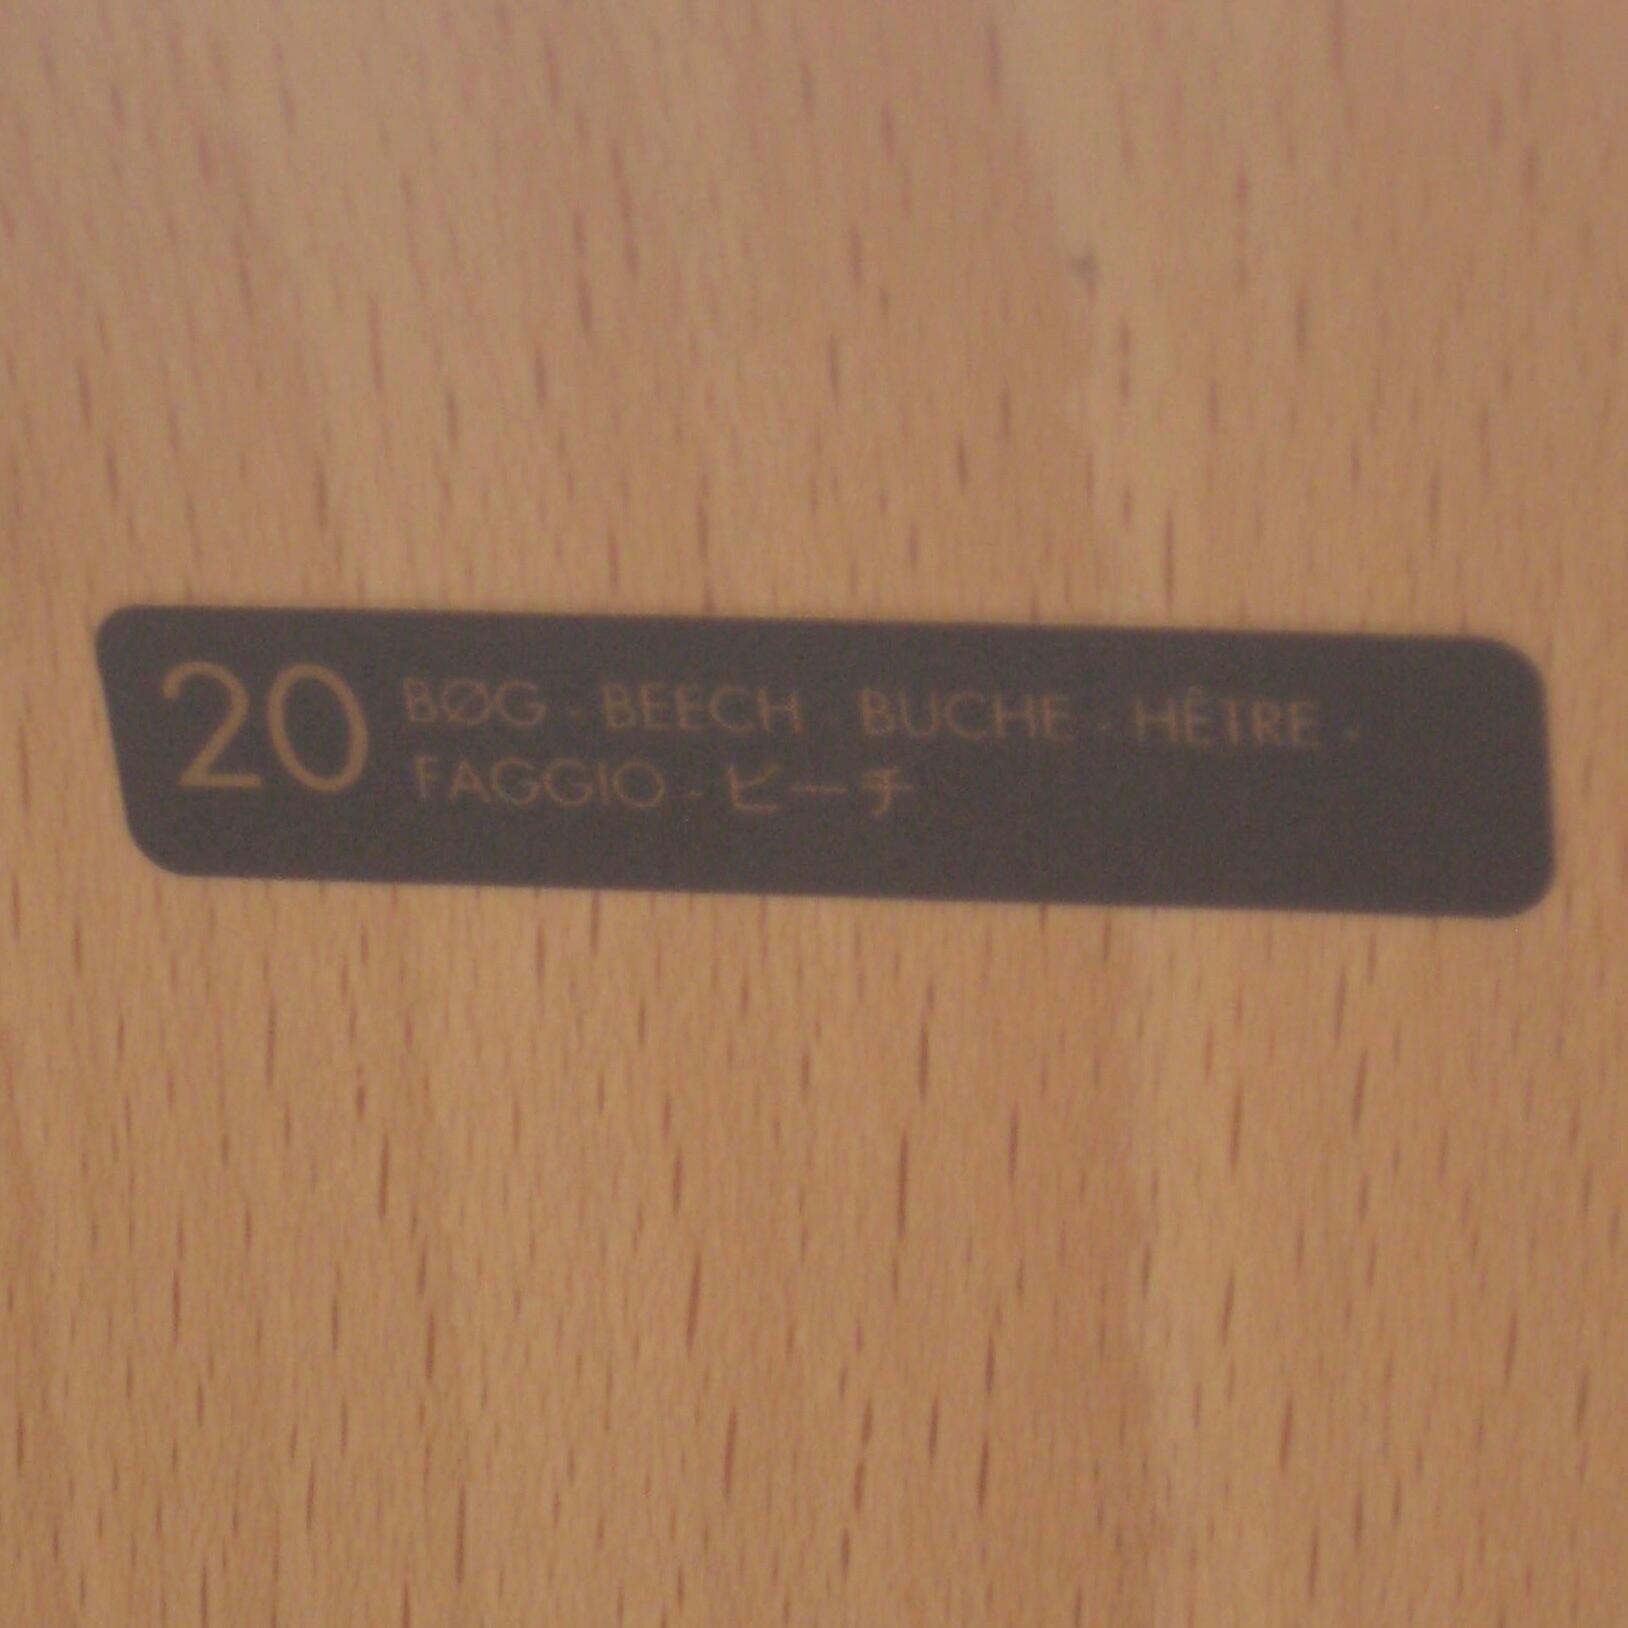 20 BØG - BEECH - BUCHE - HÊTRE -
FAGGIO - ビーチ